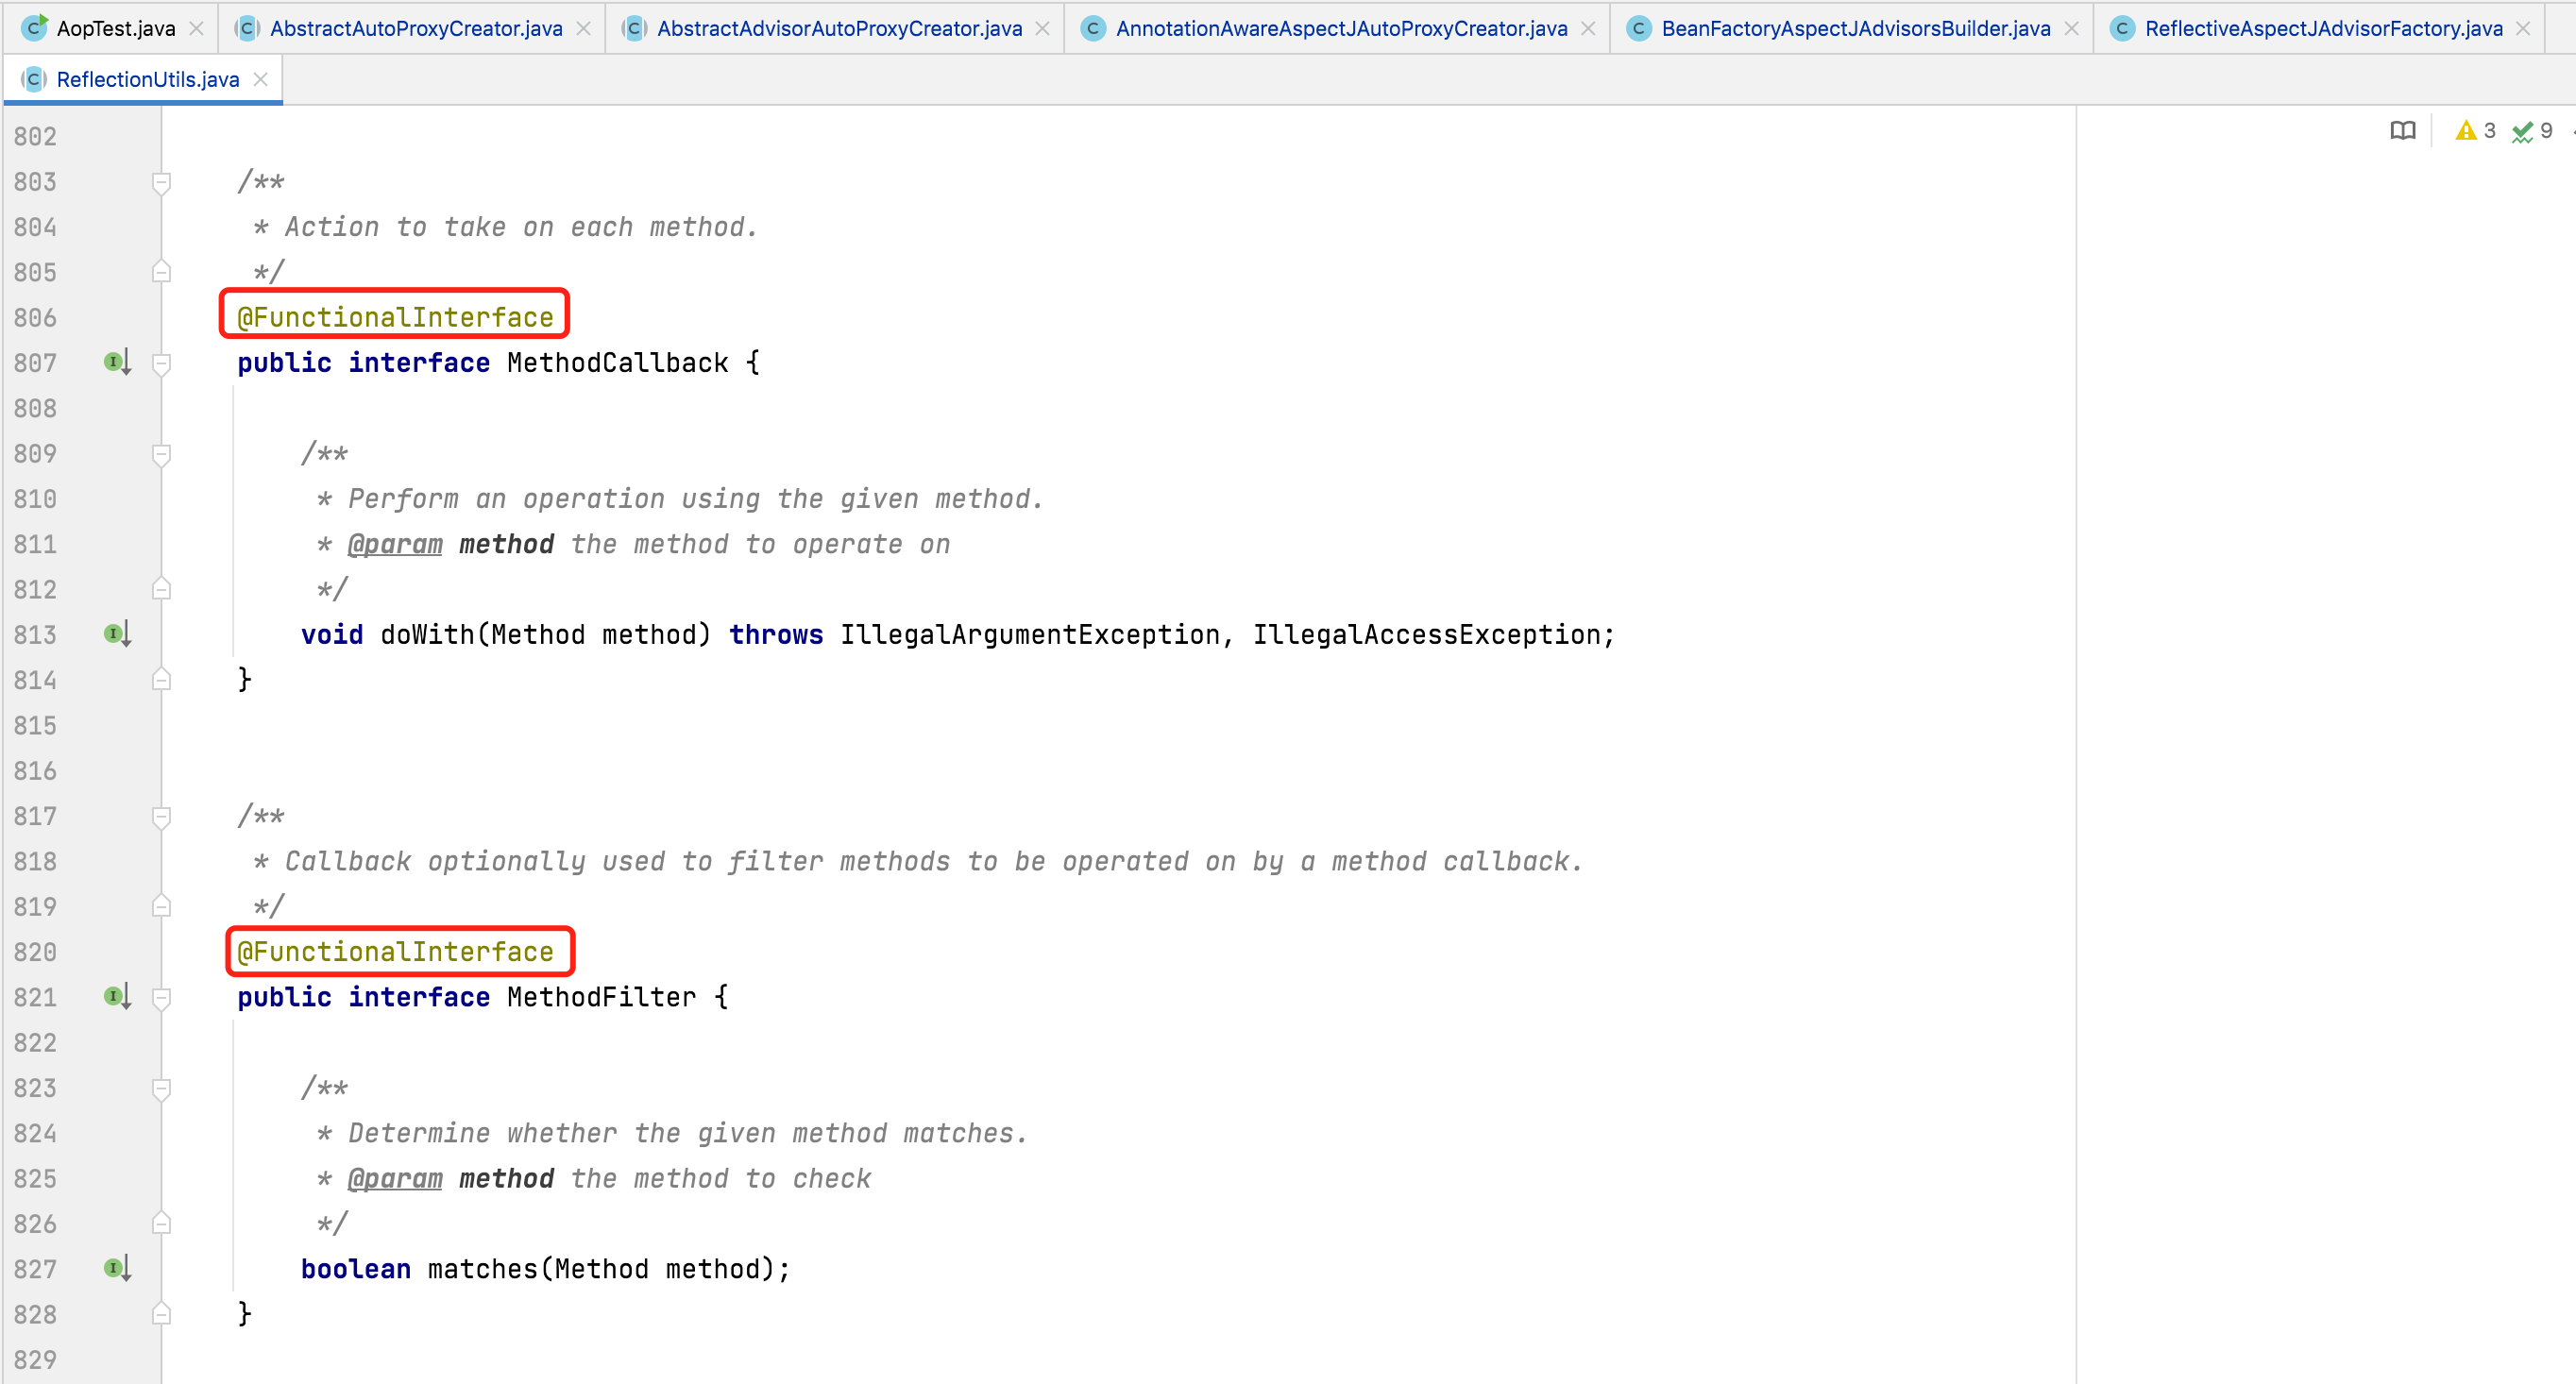 AopTest.java AbstractAutoProxyCreator.java AbstractAdvisorAutoProxyCreator.java AnnotationAwareAspectJAutoProxyCreator.java BeanFactoryAspectJAdvisorsBuilder.java ReflectiveAspectJAdvisorFactory.java
ReflectionUtils.java
3 9
802
803 /**
804 * Action to take on each method.
805 */
806 @FunctionalInterface
807 public interface MethodCallback {
808
809 /**
810 * Perform an operation using the given method.
811 * @param method the method to operate on
812 */
813 void doWith(Method method) throws IllegalArgumentException, IllegalAccessException;
814 }
815
816
817 /**
818 * Callback optionally used to filter methods to be operated on by a method callback.
819 */
820 @FunctionalInterface
821 public interface MethodFilter {
822
823 /**
824 * Determine whether the given method matches.
825 * @param method the method to check
826 */
827 boolean matches(Method method);
828 }
829